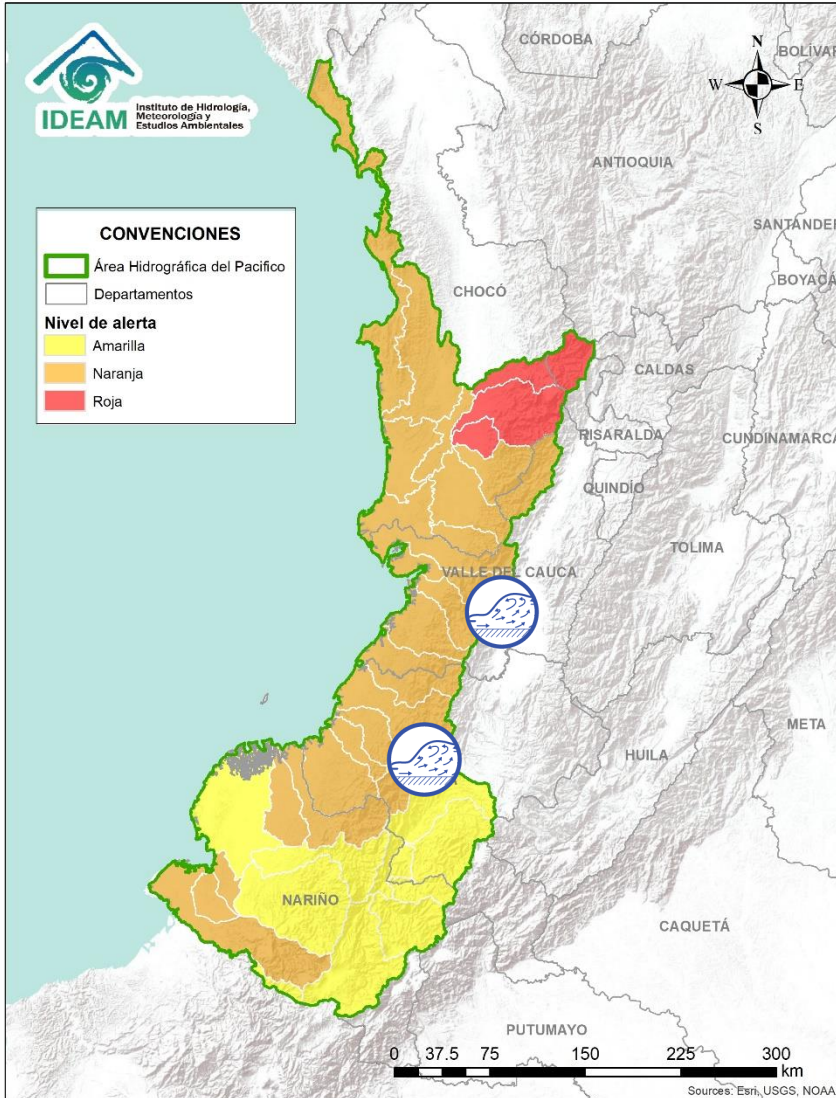 IDEAM
Instituto de Hidrología,
Meteorología y
Estudios Ambientales
CONVENCIONES
Área Hidrográfica del Pacifico
Departamentos
Nivel de alerta
Amarilla
Naranja
Roja
N
W
E
S
CÓRDOBA
BOLÍVAR
ANTIOQUIA
SANTANDER
BOYACÁ
CHOCÓ
CALDAS
RISARALDA
CUNDINAMARCA
QUINDÍO
TOLIMA
VALLE DEL CAUCA
META
HUILA
NARIÑO
CAQUETÁ
PUTUMAYO
0 37.5 75 150 225 300
km
Sources: Esri, USGS, NOAA